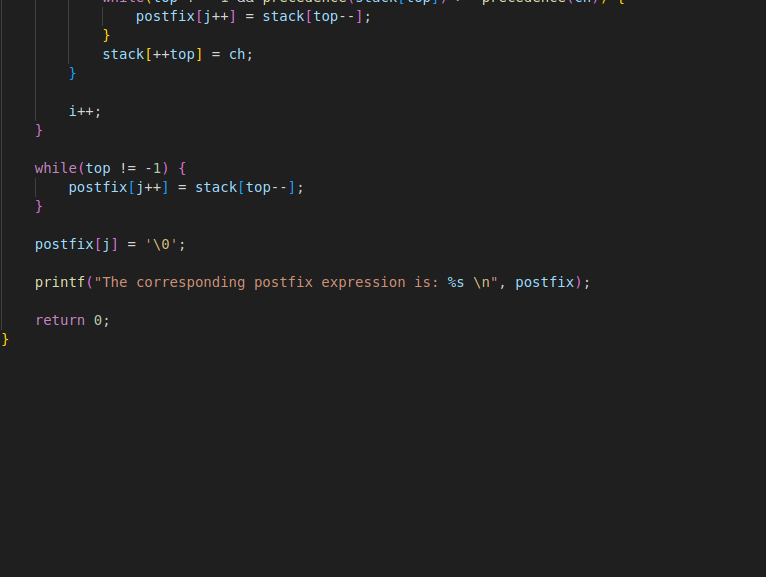 postfix[j++] = stack[top--];
}
stack[++top] = ch;
}
i++;
}
while(top != -1) {
postfix[j++] = stack[top--];
}
postfix[j] = '\0';
printf("The corresponding postfix expression is: %s \n", postfix);
return 0;
}